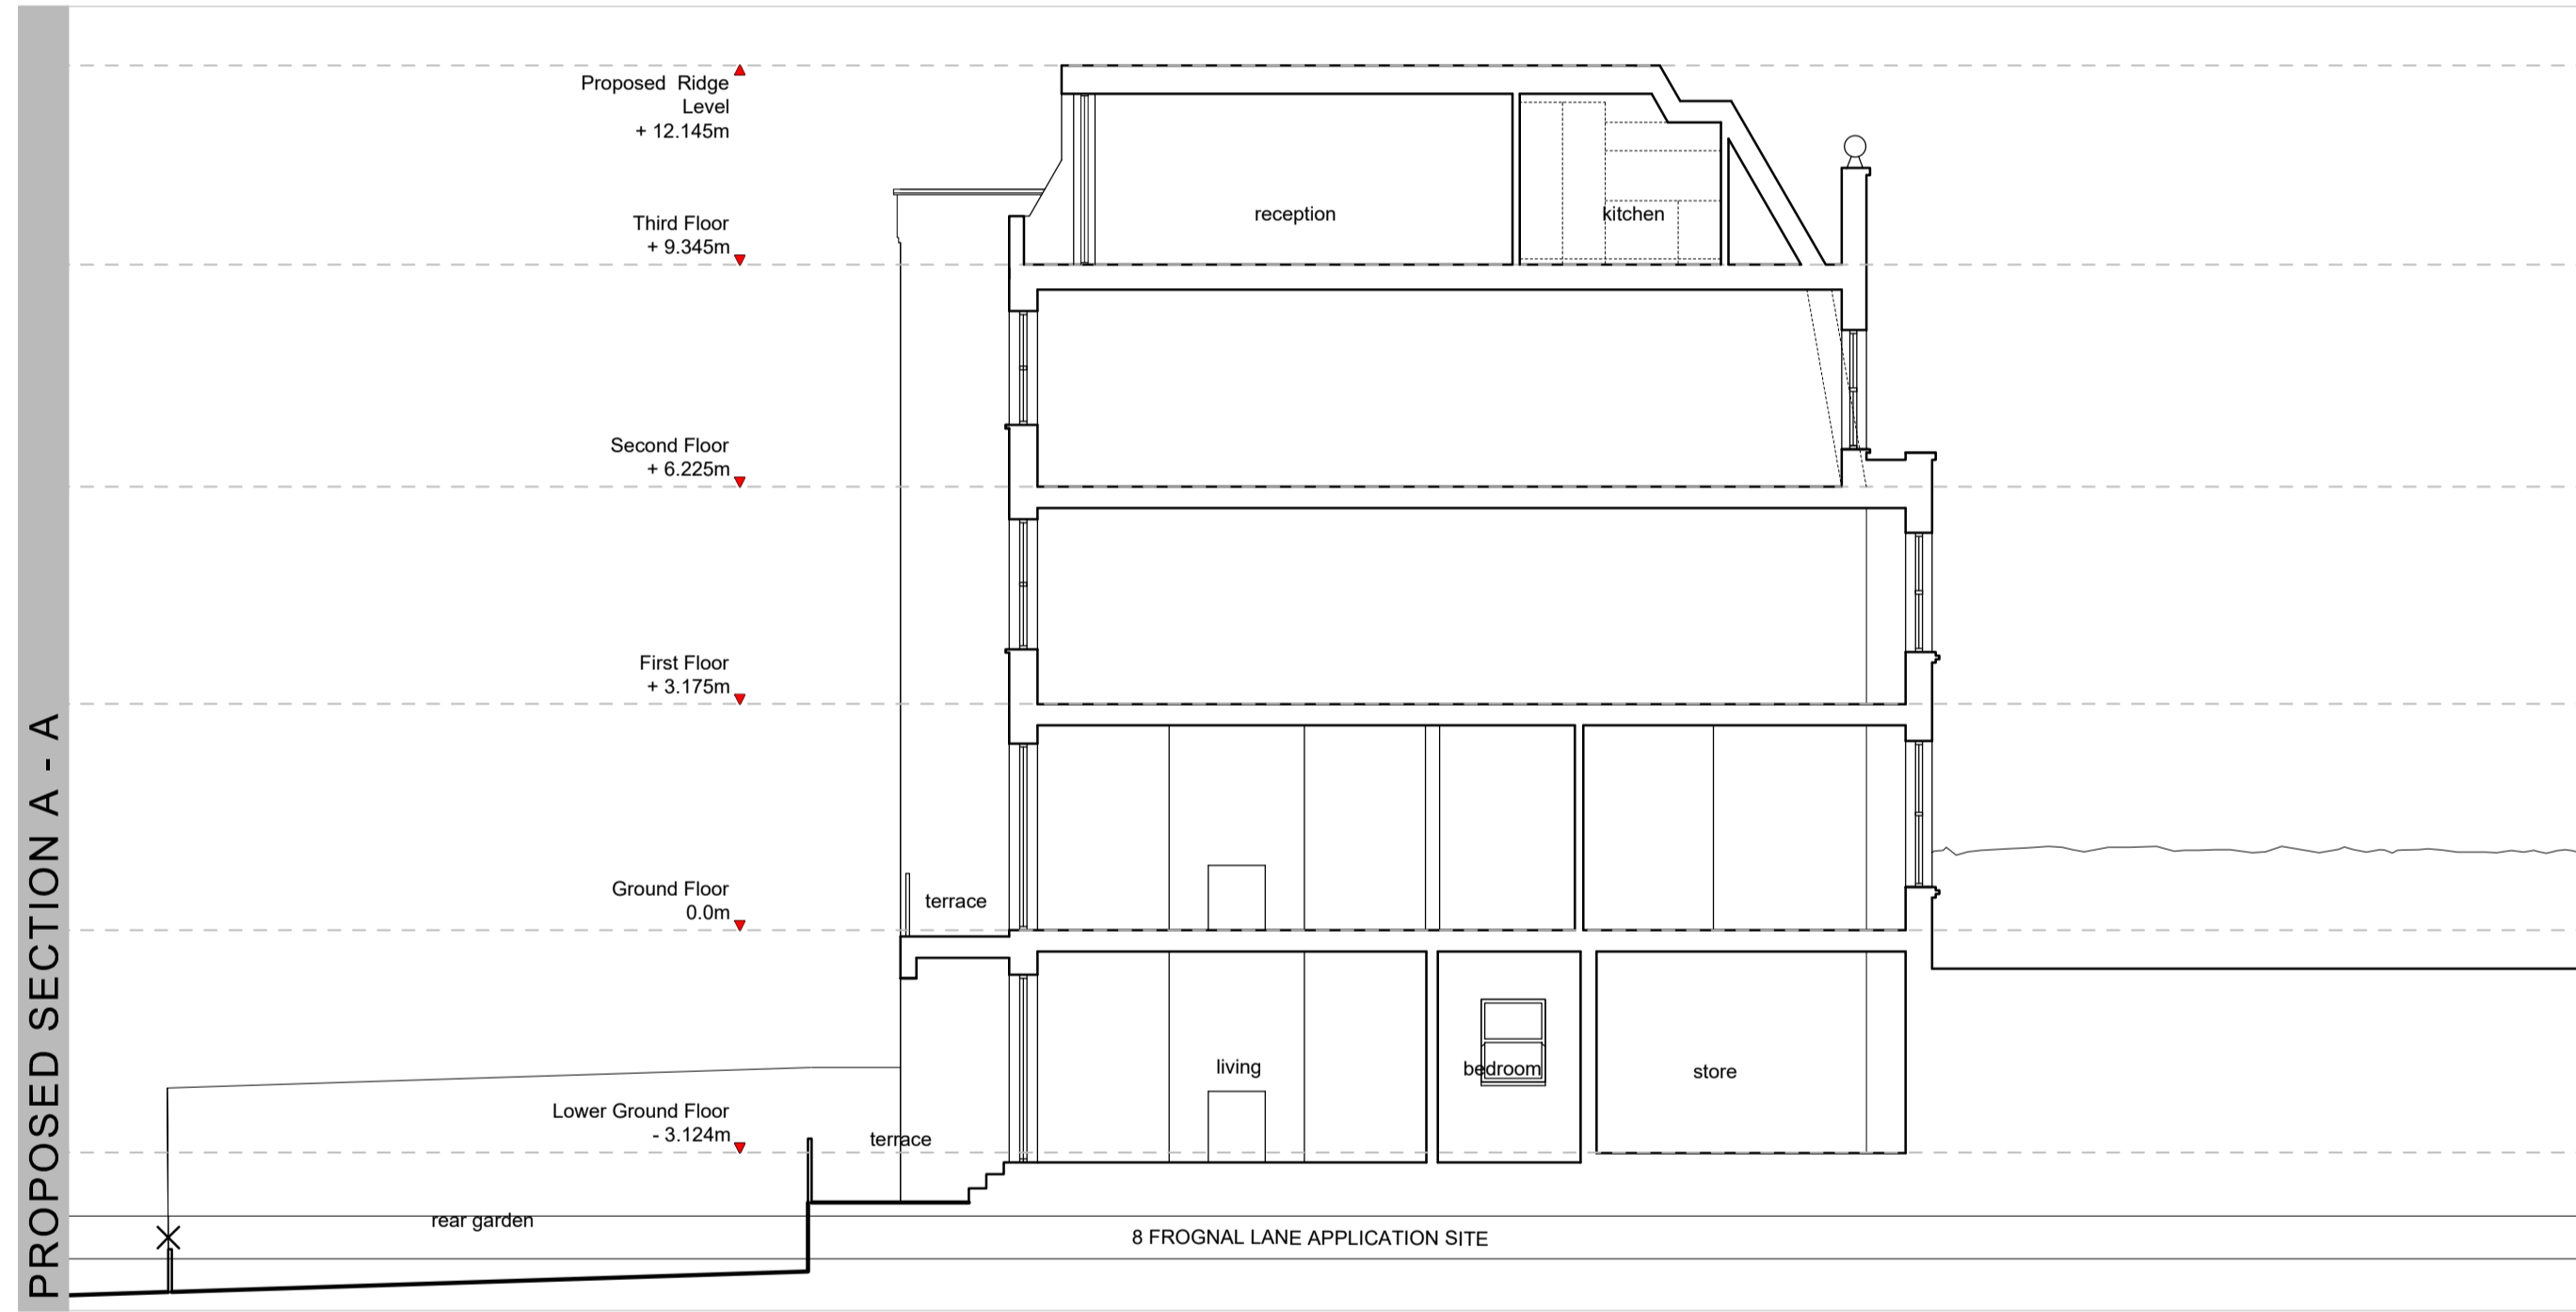 PROPOSED SECTION A - A
Proposed Ridge
Level
+ 12.145m
Third Floor
+ 9.345m
reception
kitchen
Second Floor
+ 6.225m
First Floor
+ 3.175m
Ground Floor
0.0m
terrace
living
bedroom
store
Lower Ground Floor
- 3.124m
terrace
rear garden
8 FROGNAL LANE APPLICATION SITE